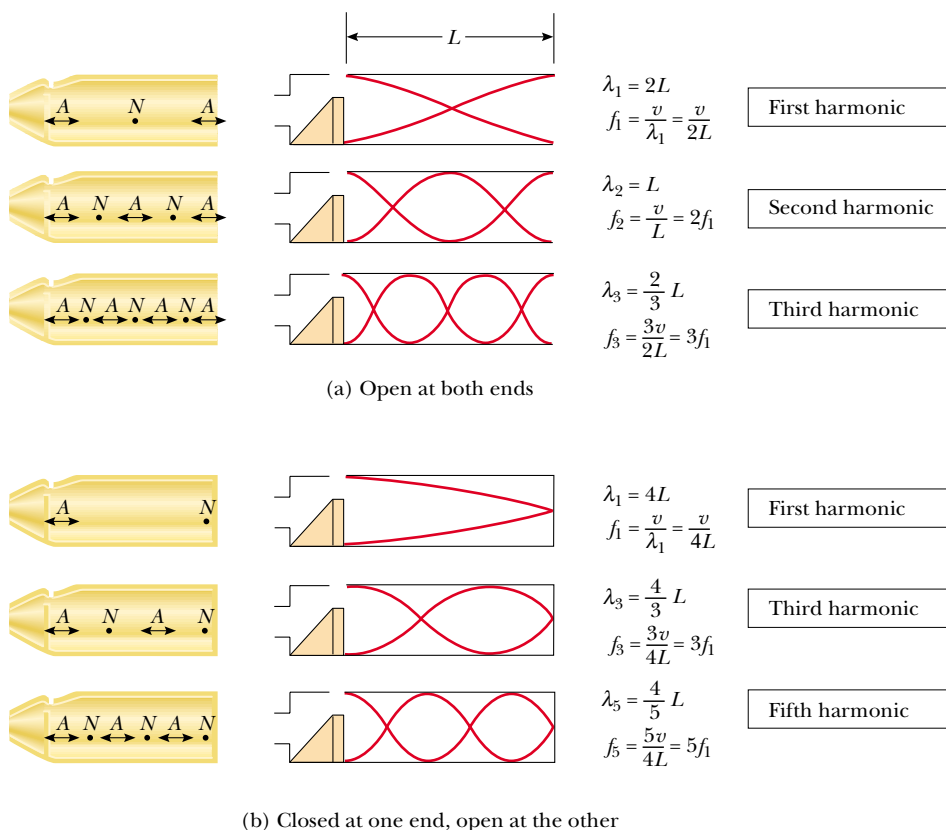 L
A N A
λ₁ = 2L
f₁ = v/λ₁ = v/2L
First harmonic
A N A N A
λ₂ = L
f₂ = v/L = 2f₁
Second harmonic
A N A N A N A
λ₃ = 2/3 L
f₃ = 3v/2L = 3f₁
Third harmonic
(a) Open at both ends
A N
λ₁ = 4L
f₁ = v/λ₁ = v/4L
First harmonic
A N A N
λ₃ = 4/3 L
f₃ = 3v/4L = 3f₁
Third harmonic
A N A N A N
λ₅ = 4/5 L
f₅ = 5v/4L = 5f₁
Fifth harmonic
(b) Closed at one end, open at the other